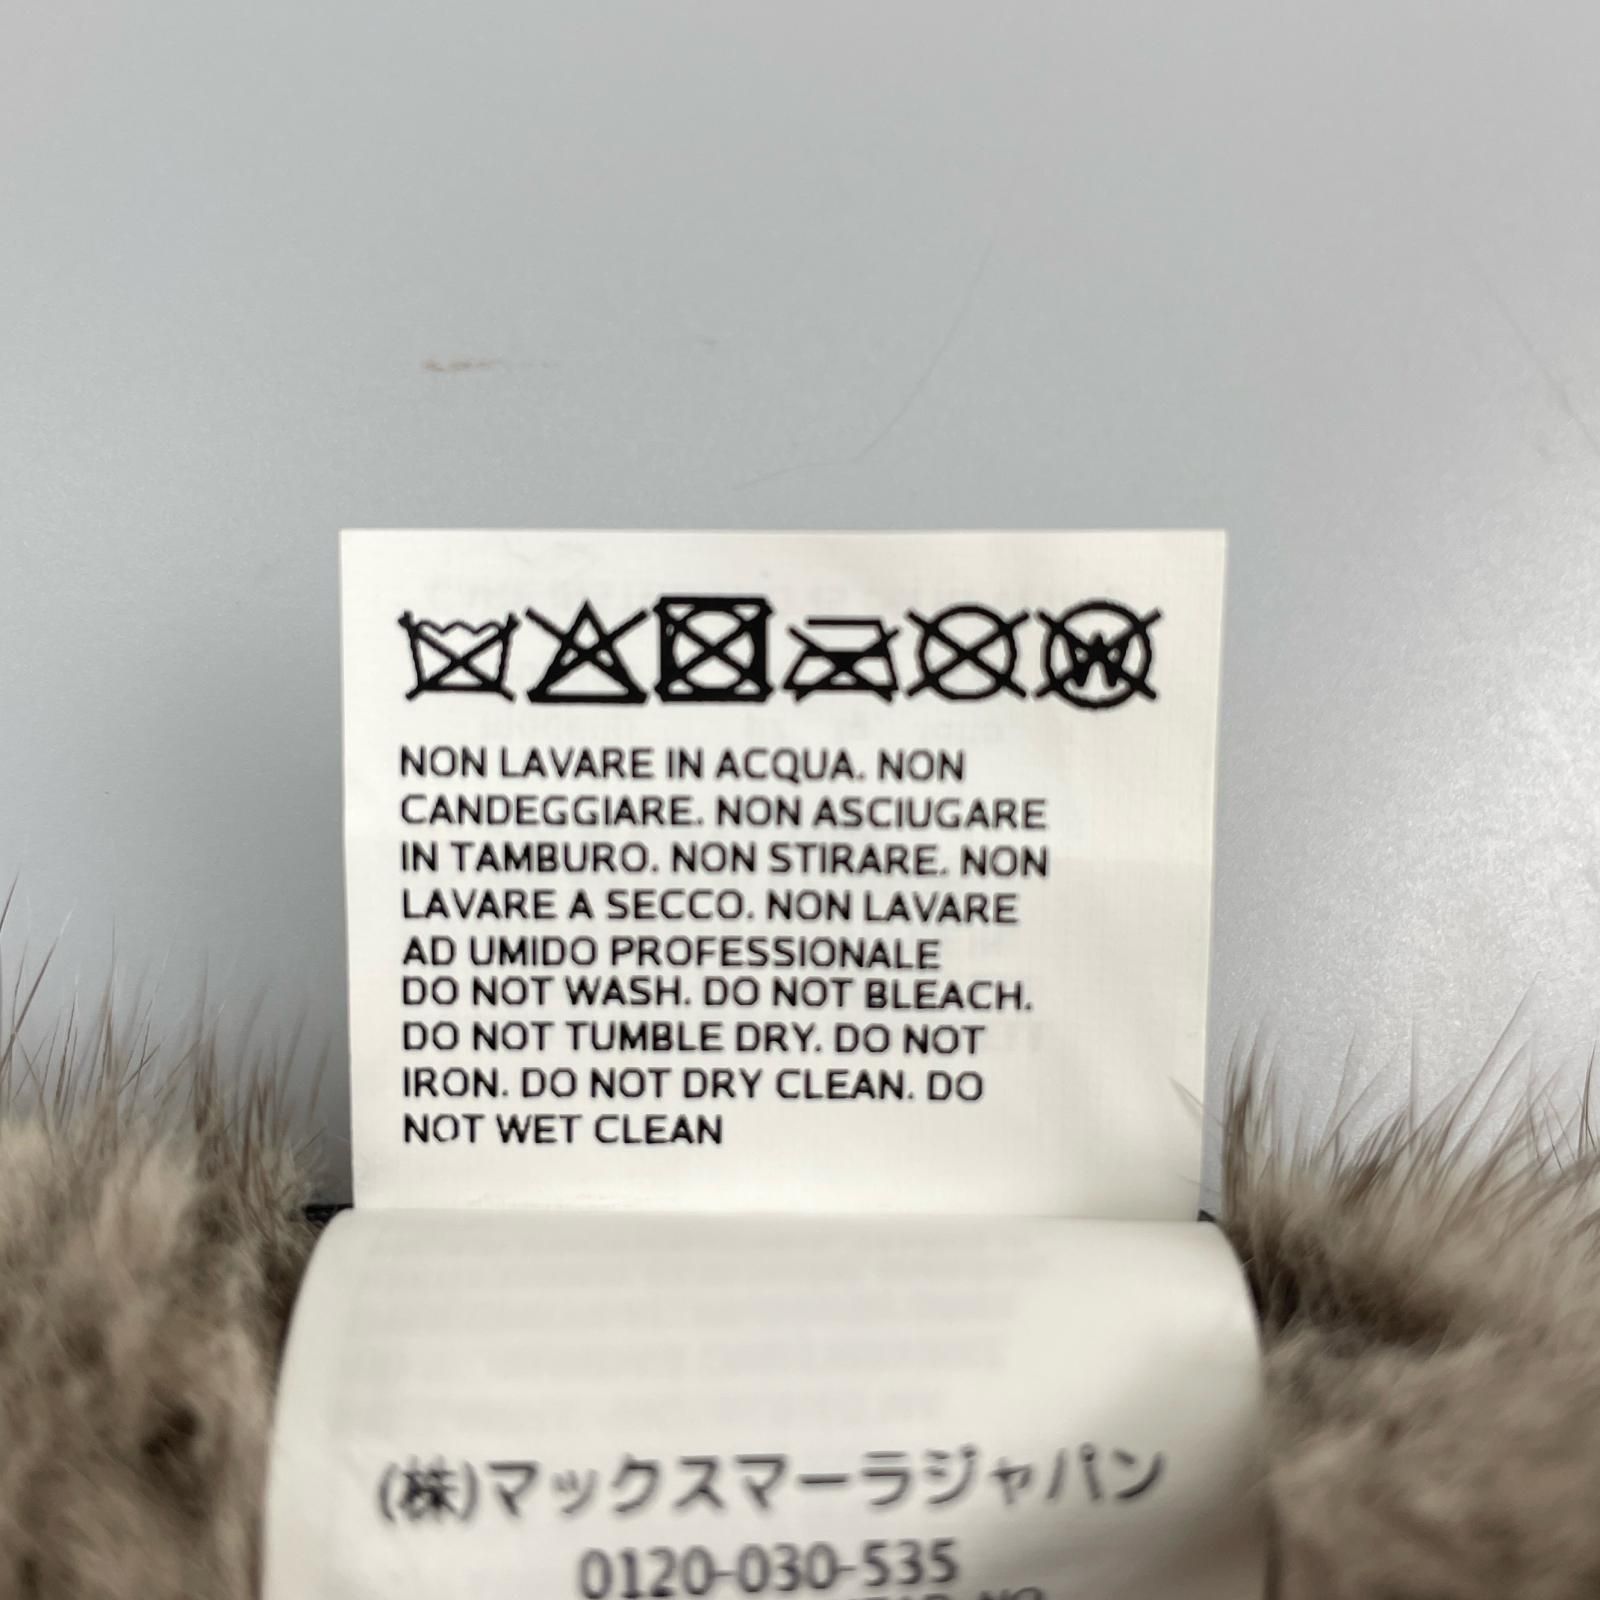 NON LAVARE IN ACQUA. NON
CANDEGGIARE. NON ASCIUGARE
IN TAMBURO. NON STIRARE. NON
LAVARE A SECCO. NON LAVARE
AD UMIDO PROFESSIONALE
DO NOT WASH. DO NOT BLEACH.
DO NOT TUMBLE DRY. DO NOT
IRON. DO NOT DRY CLEAN. DO
NOT WET CLEAN
(株)マックスマーラジャパン
0120-030-535